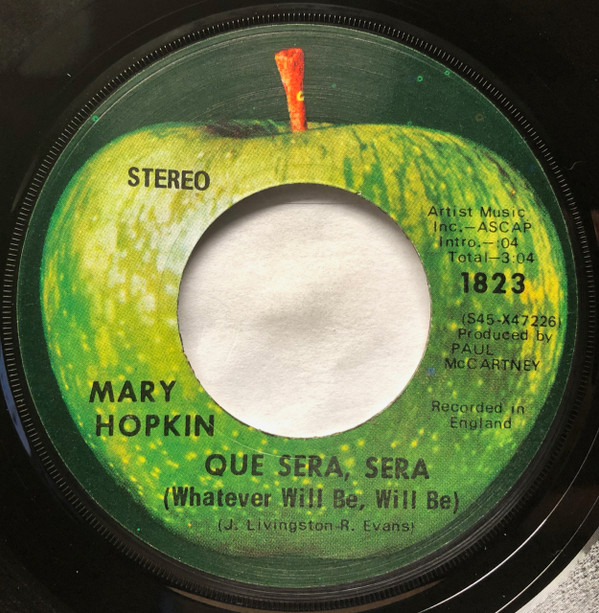 STEREO
Artist Music
Inc.—ASCAP
Intro.—:04
Total—3:04
1823
(S45-X47226)
Produced by
PAUL
McCARTNEY
MARY
HOPKIN
Recorded in
England
QUE SERA, SERA
(Whatever Will Be, Will Be)
(J. Livingston-R. Evans)